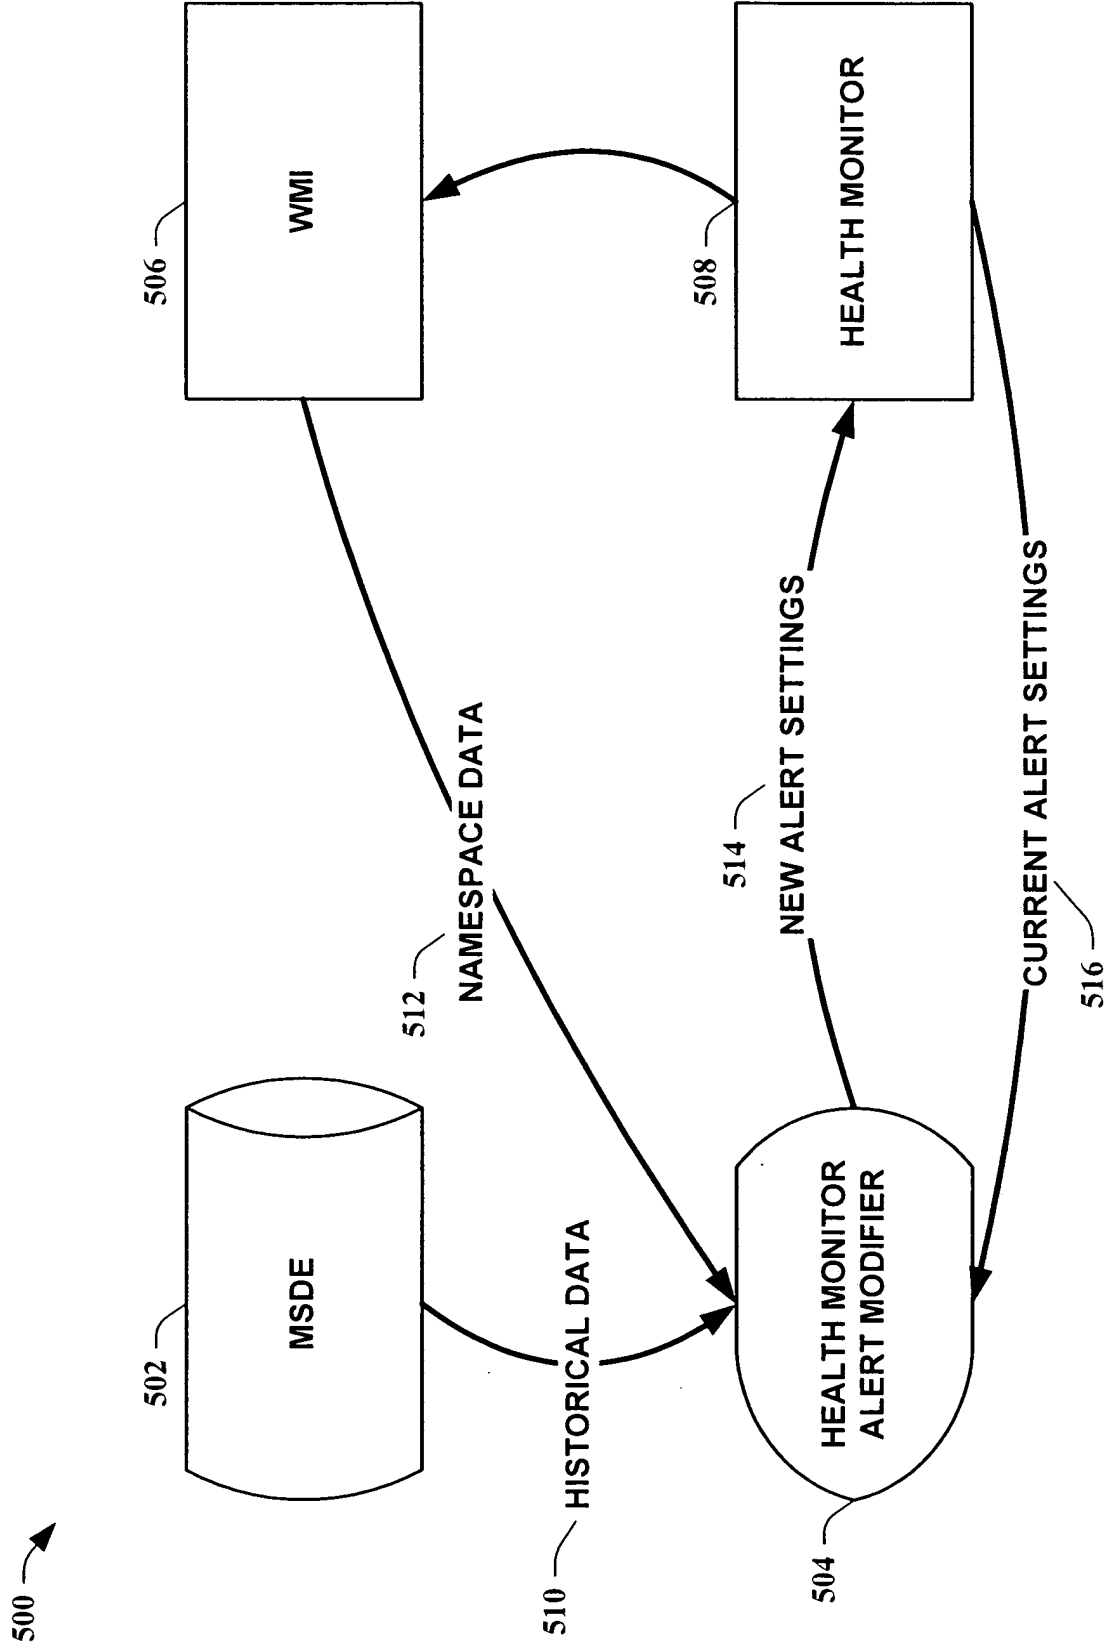 500
502
MSDE
506
WMI
510
HISTORICAL DATA
512
NAMESPACE DATA
504
HEALTH MONITOR
ALERT MODIFIER
514
NEW ALERT SETTINGS
508
HEALTH MONITOR
CURRENT ALERT SETTINGS
516